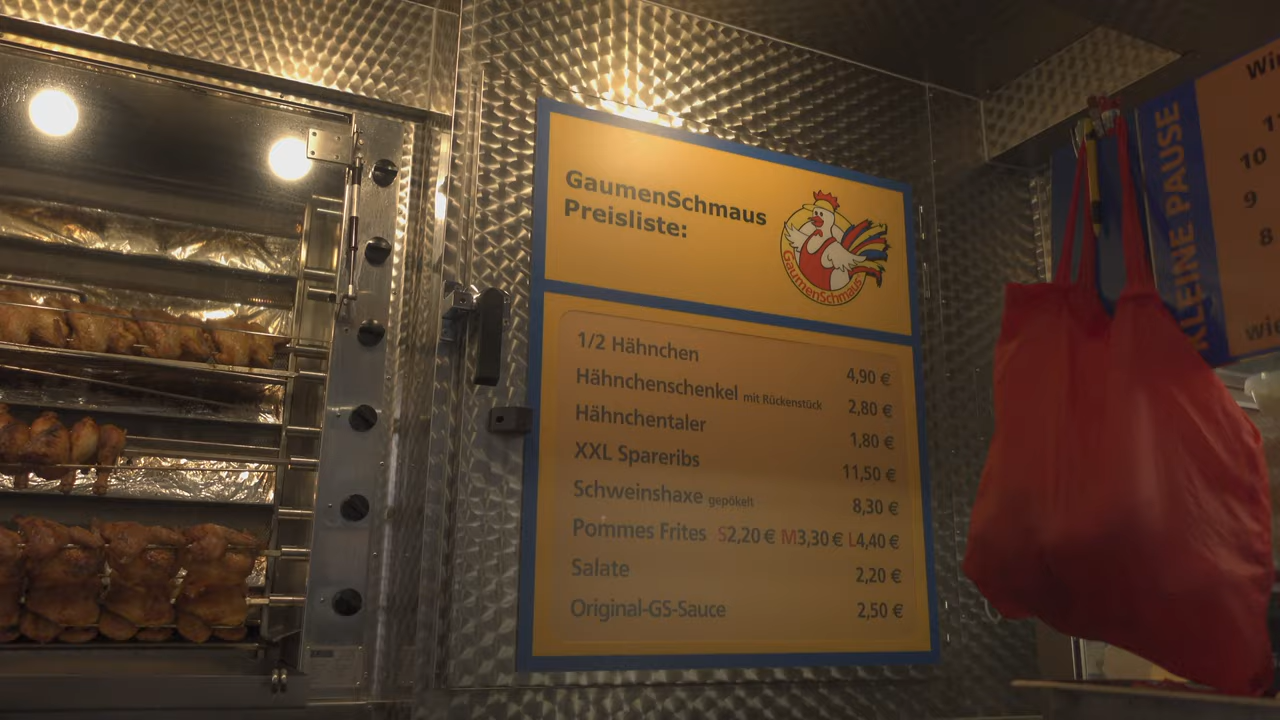 GaumenSchmaus
Preisliste:
GaumenSchmaus
1/2 Hähnchen 4,90 €
Hähnchenschenkel mit Rückenstück 2,80 €
Hähnchentaler 1,80 €
XXL Spareribs 11,50 €
Schweinshaxe gepökelt 8,30 €
Pommes Frites S2,20 € M3,30 € L4,40 €
Salate 2,20 €
Original-GS-Sauce 2,50 €
KLEINE PAUSE
10
9
8.